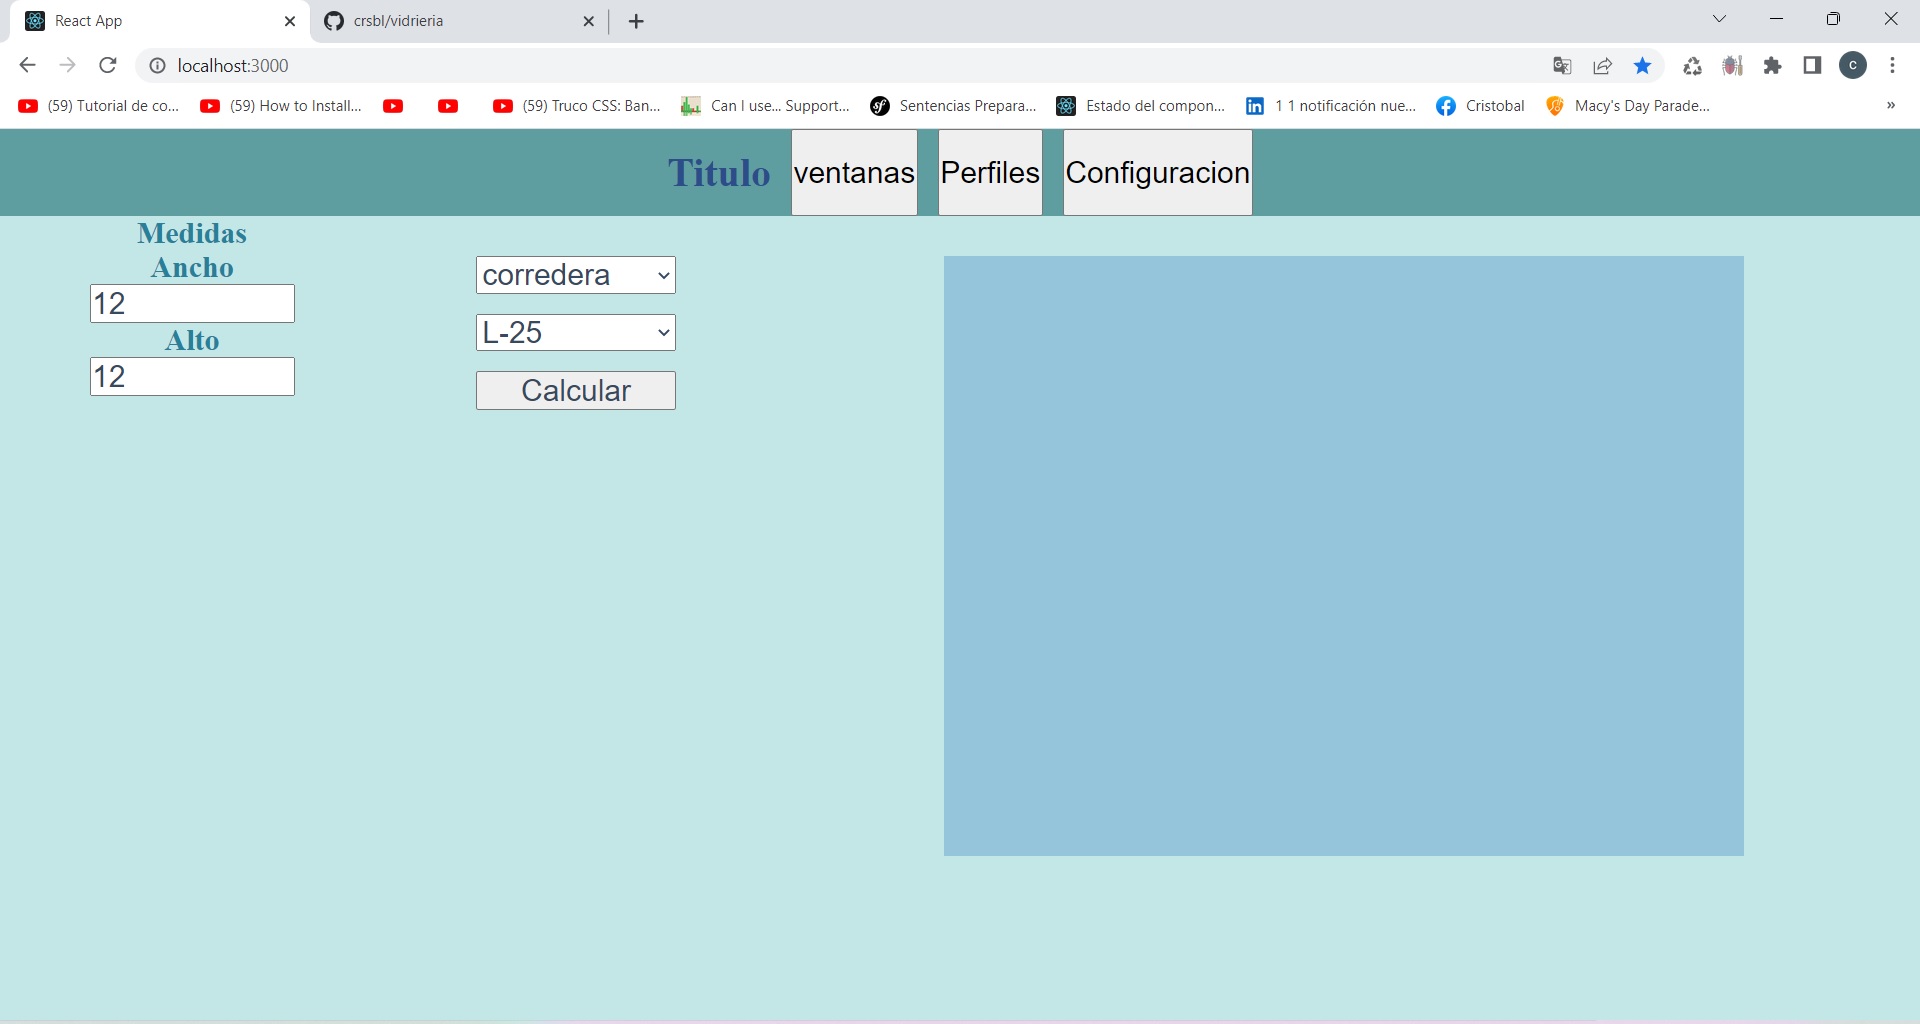 React App
crsbl/vidrieria
localhost:3000
C
(59) Tutorial de co...
(59) How to Install...
(59) Truco CSS: Ban...
Can I use... Support...
Sentencias Prepara...
Estado del compon...
1 1 notificación nue...
Cristobal
Macy's Day Parade...
»
Titulo
ventanas
Perfiles
Configuracion
Medidas
Ancho
12
Alto
12
corredera
L-25
Calcular